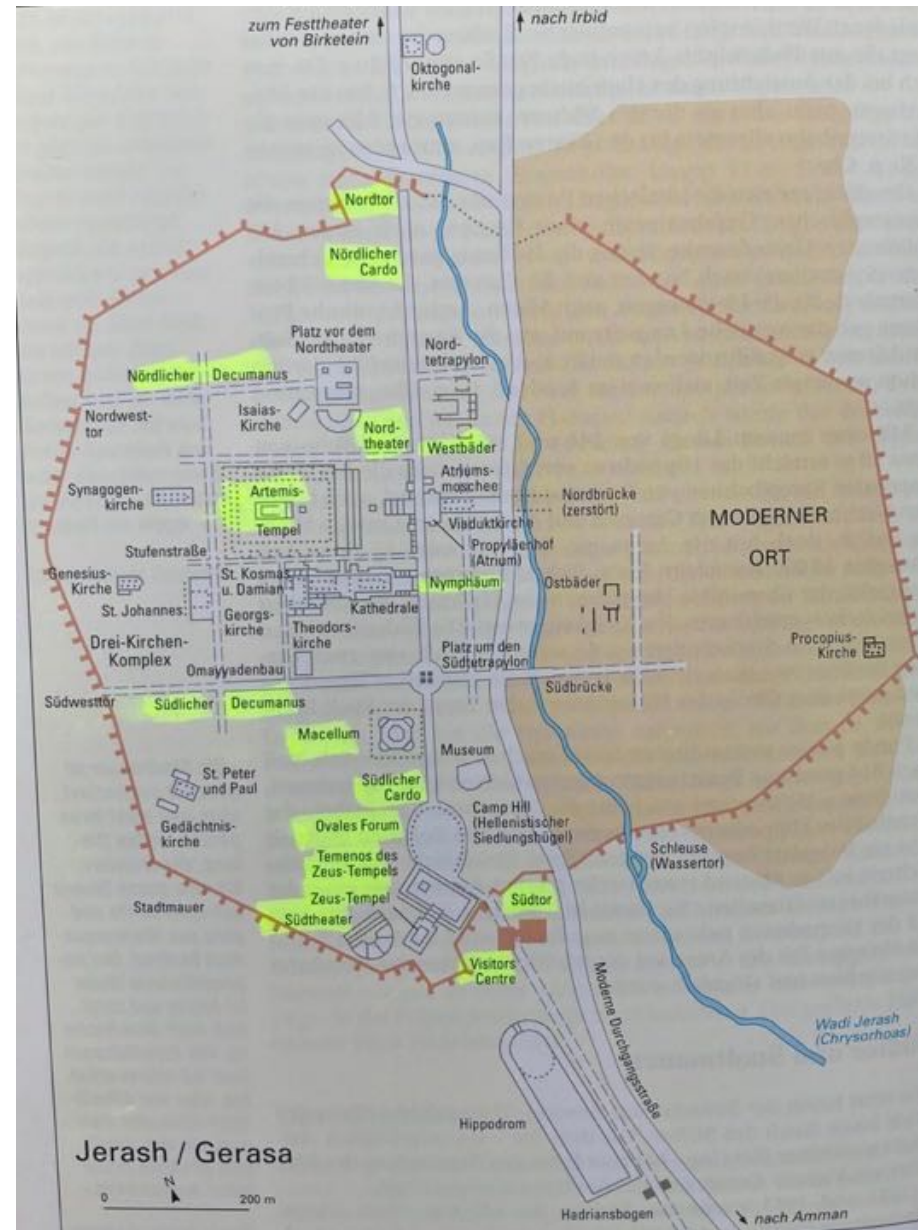 zum Festtheater
von Birketein
nach Irbid
Oktogonal-
kirche
Nordtor
Nördlicher
Cardo
Platz vor dem
Nordtheater
Nord-
tetrapylon
Nördlicher Decumanus
Nordwest-
tor
Isaias-
Kirche
Nord-
theater
Westbäder
Synagogen-
kirche
Artemis-
Tempel
Atriums-
moschee
Nordbrücke
(zerstört)
Viaduktkirche
Propyläenhof
(Atrium)
MODERNER
ORT
Stufenstraße
Genesius-
Kirche
St. Johannes
St. Kosmas
u. Damian
Georgs-
kirche
Kathedrale
Nymphäum
Ostbäder
Theodors-
kirche
Drei-Kirchen-
Komplex
Omayyadenbau
Platz um den
Südtetrapylon
Procopius-
Kirche
Südwesttor
Südlicher Decumanus
Südbrücke
Macellum
Museum
St. Peter
und Paul
Südlicher
Cardo
Gedächtnis-
kirche
Ovales Forum
Camp Hill
(Hellenistischer
Siedlungshügel)
Temenos des
Zeus-Tempels
Schleuse
(Wassertor)
Zeus-Tempel
Südtor
Stadtmauer
Südtheater
Visitors
Centre
Moderne Durchgangsstraße
Wadi Jerash
(Chrysorhoas)
Hippodrom
Jerash / Gerasa
N
0 200 m
Hadriansbogen
nach Amman